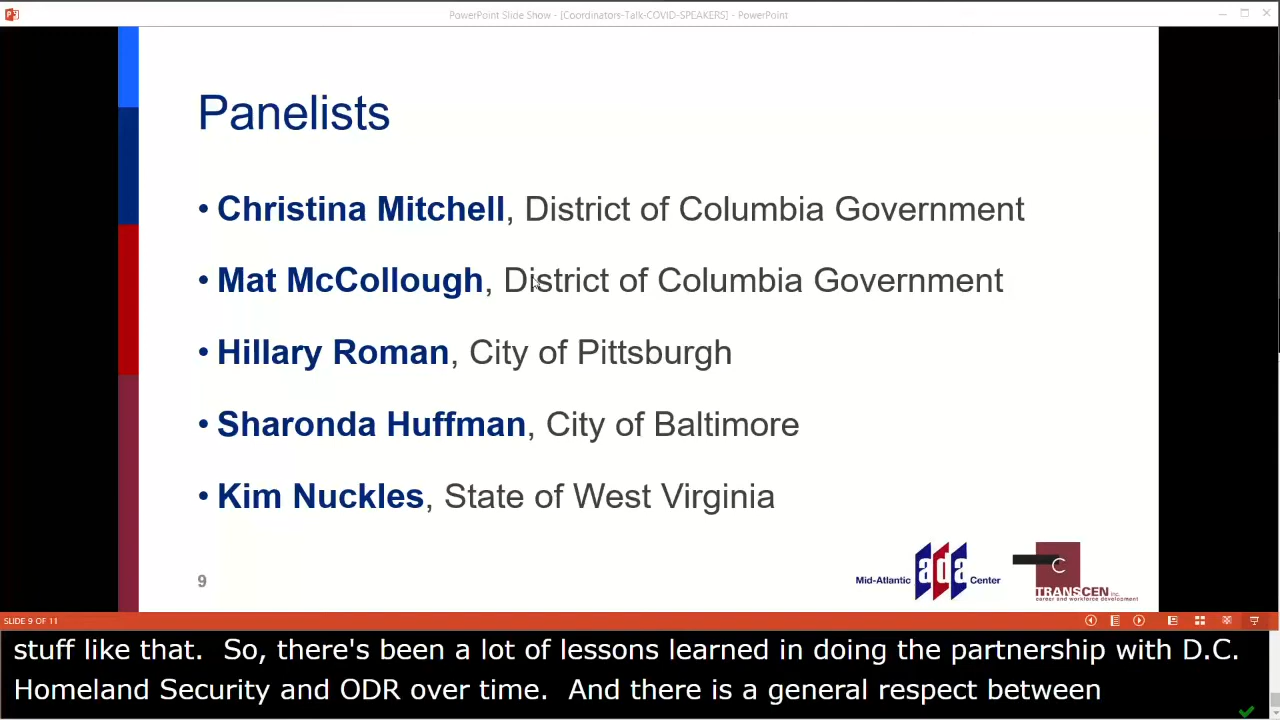 PowerPoint Slide Show - [Coordinators-Talk-COVID-SPEAKERS] - PowerPoint
Panelists
• Christina Mitchell, District of Columbia Government
• Mat McCollough, District of Columbia Government
• Hillary Roman, City of Pittsburgh
• Sharonda Huffman, City of Baltimore
• Kim Nuckles, State of West Virginia
9
Mid-Atlantic ada Center
C
TRANSCEN inc.
career and workforce development
SLIDE 9 OF 11
stuff like that.  So, there's been a lot of lessons learned in doing the partnership with D.C.
Homeland Security and ODR over time.  And there is a general respect between